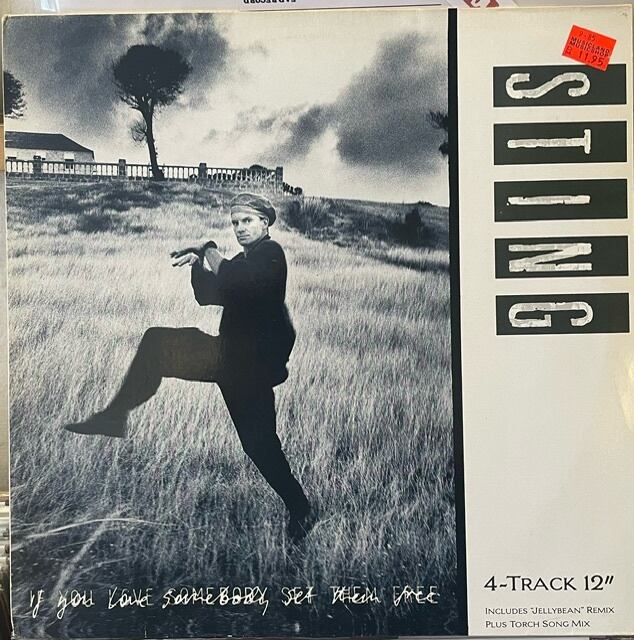 P-85
MUSICLAND
11.95
STING
If you love somebody, set them free
4-TRACK 12"
INCLUDES "JELLYBEAN" REMIX
PLUS TORCH SONG MIX